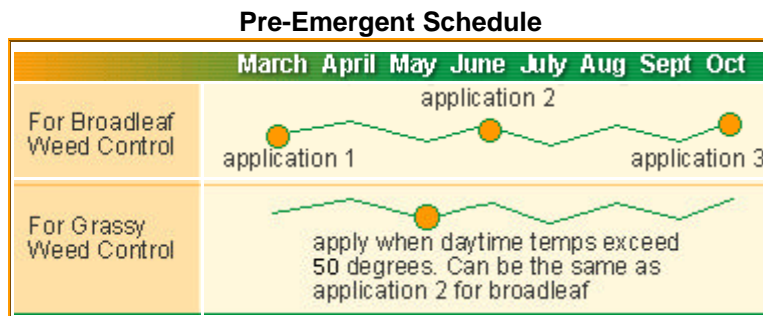 Pre-Emergent Schedule
March April May June July Aug Sept Oct
For Broadleaf
Weed Control
application 2
application 1
application 3
For Grassy
Weed Control
apply when daytime temps exceed
50 degrees. Can be the same as
application 2 for broadleaf